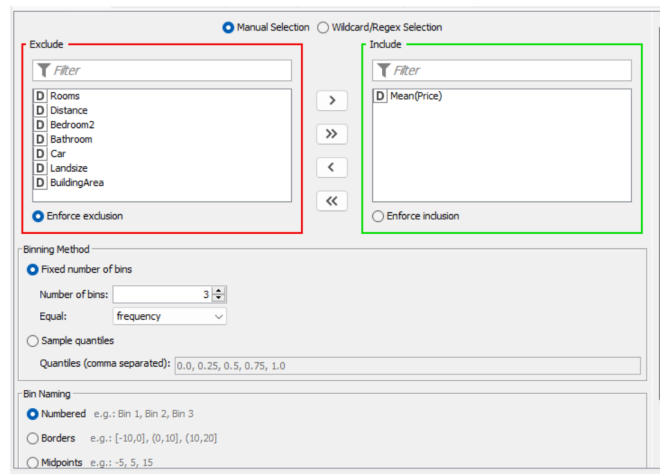 Manual Selection Wildcard/Regex Selection
Exclude
Filter
D Rooms
D Distance
D Bedroom2
D Bathroom
D Car
D Landsize
D BuildingArea
Enforce exclusion
>
>>
<
<<
Include
Filter
D Mean(Price)
Enforce inclusion
Binning Method
Fixed number of bins
Number of bins: 3
Equal: frequency
Sample quantiles
Quantiles (comma separated): 0.0, 0.25, 0.5, 0.75, 1.0
Bin Naming
Numbered e.g.: Bin 1, Bin 2, Bin 3
Borders e.g.: [-10,0], (0,10], (10,20]
Midpoints e.g.: -5, 5, 15